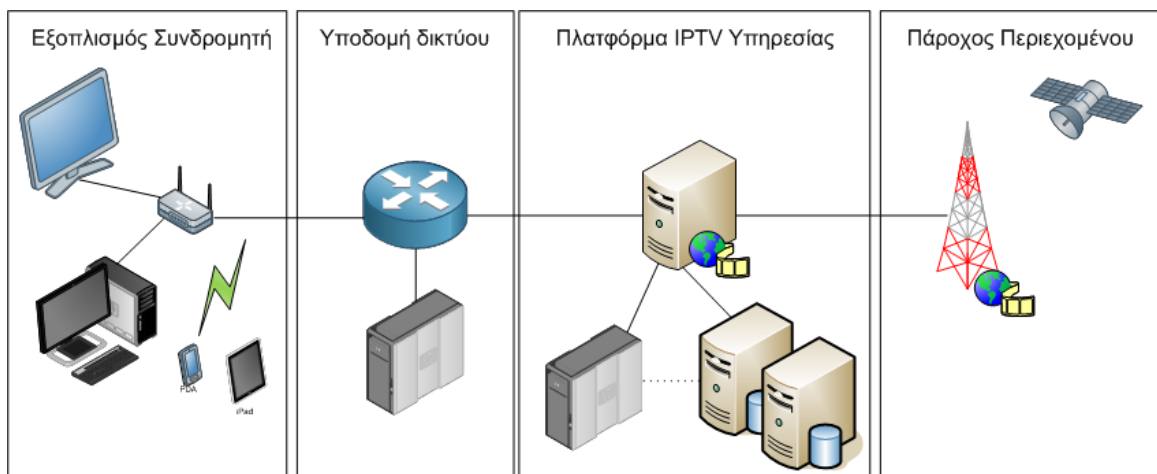 Εξοπλισμός Συνδρομητή
Υποδομή δικτύου
Πλατφόρμα IPTV Υπηρεσίας
Πάροχος Περιεχομένου
PDA
iPad